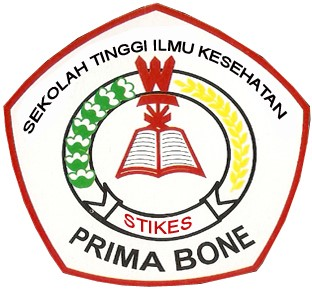 SEKOLAH TINGGI ILMU KESEHATAN
STIKES
PRIMA BONE